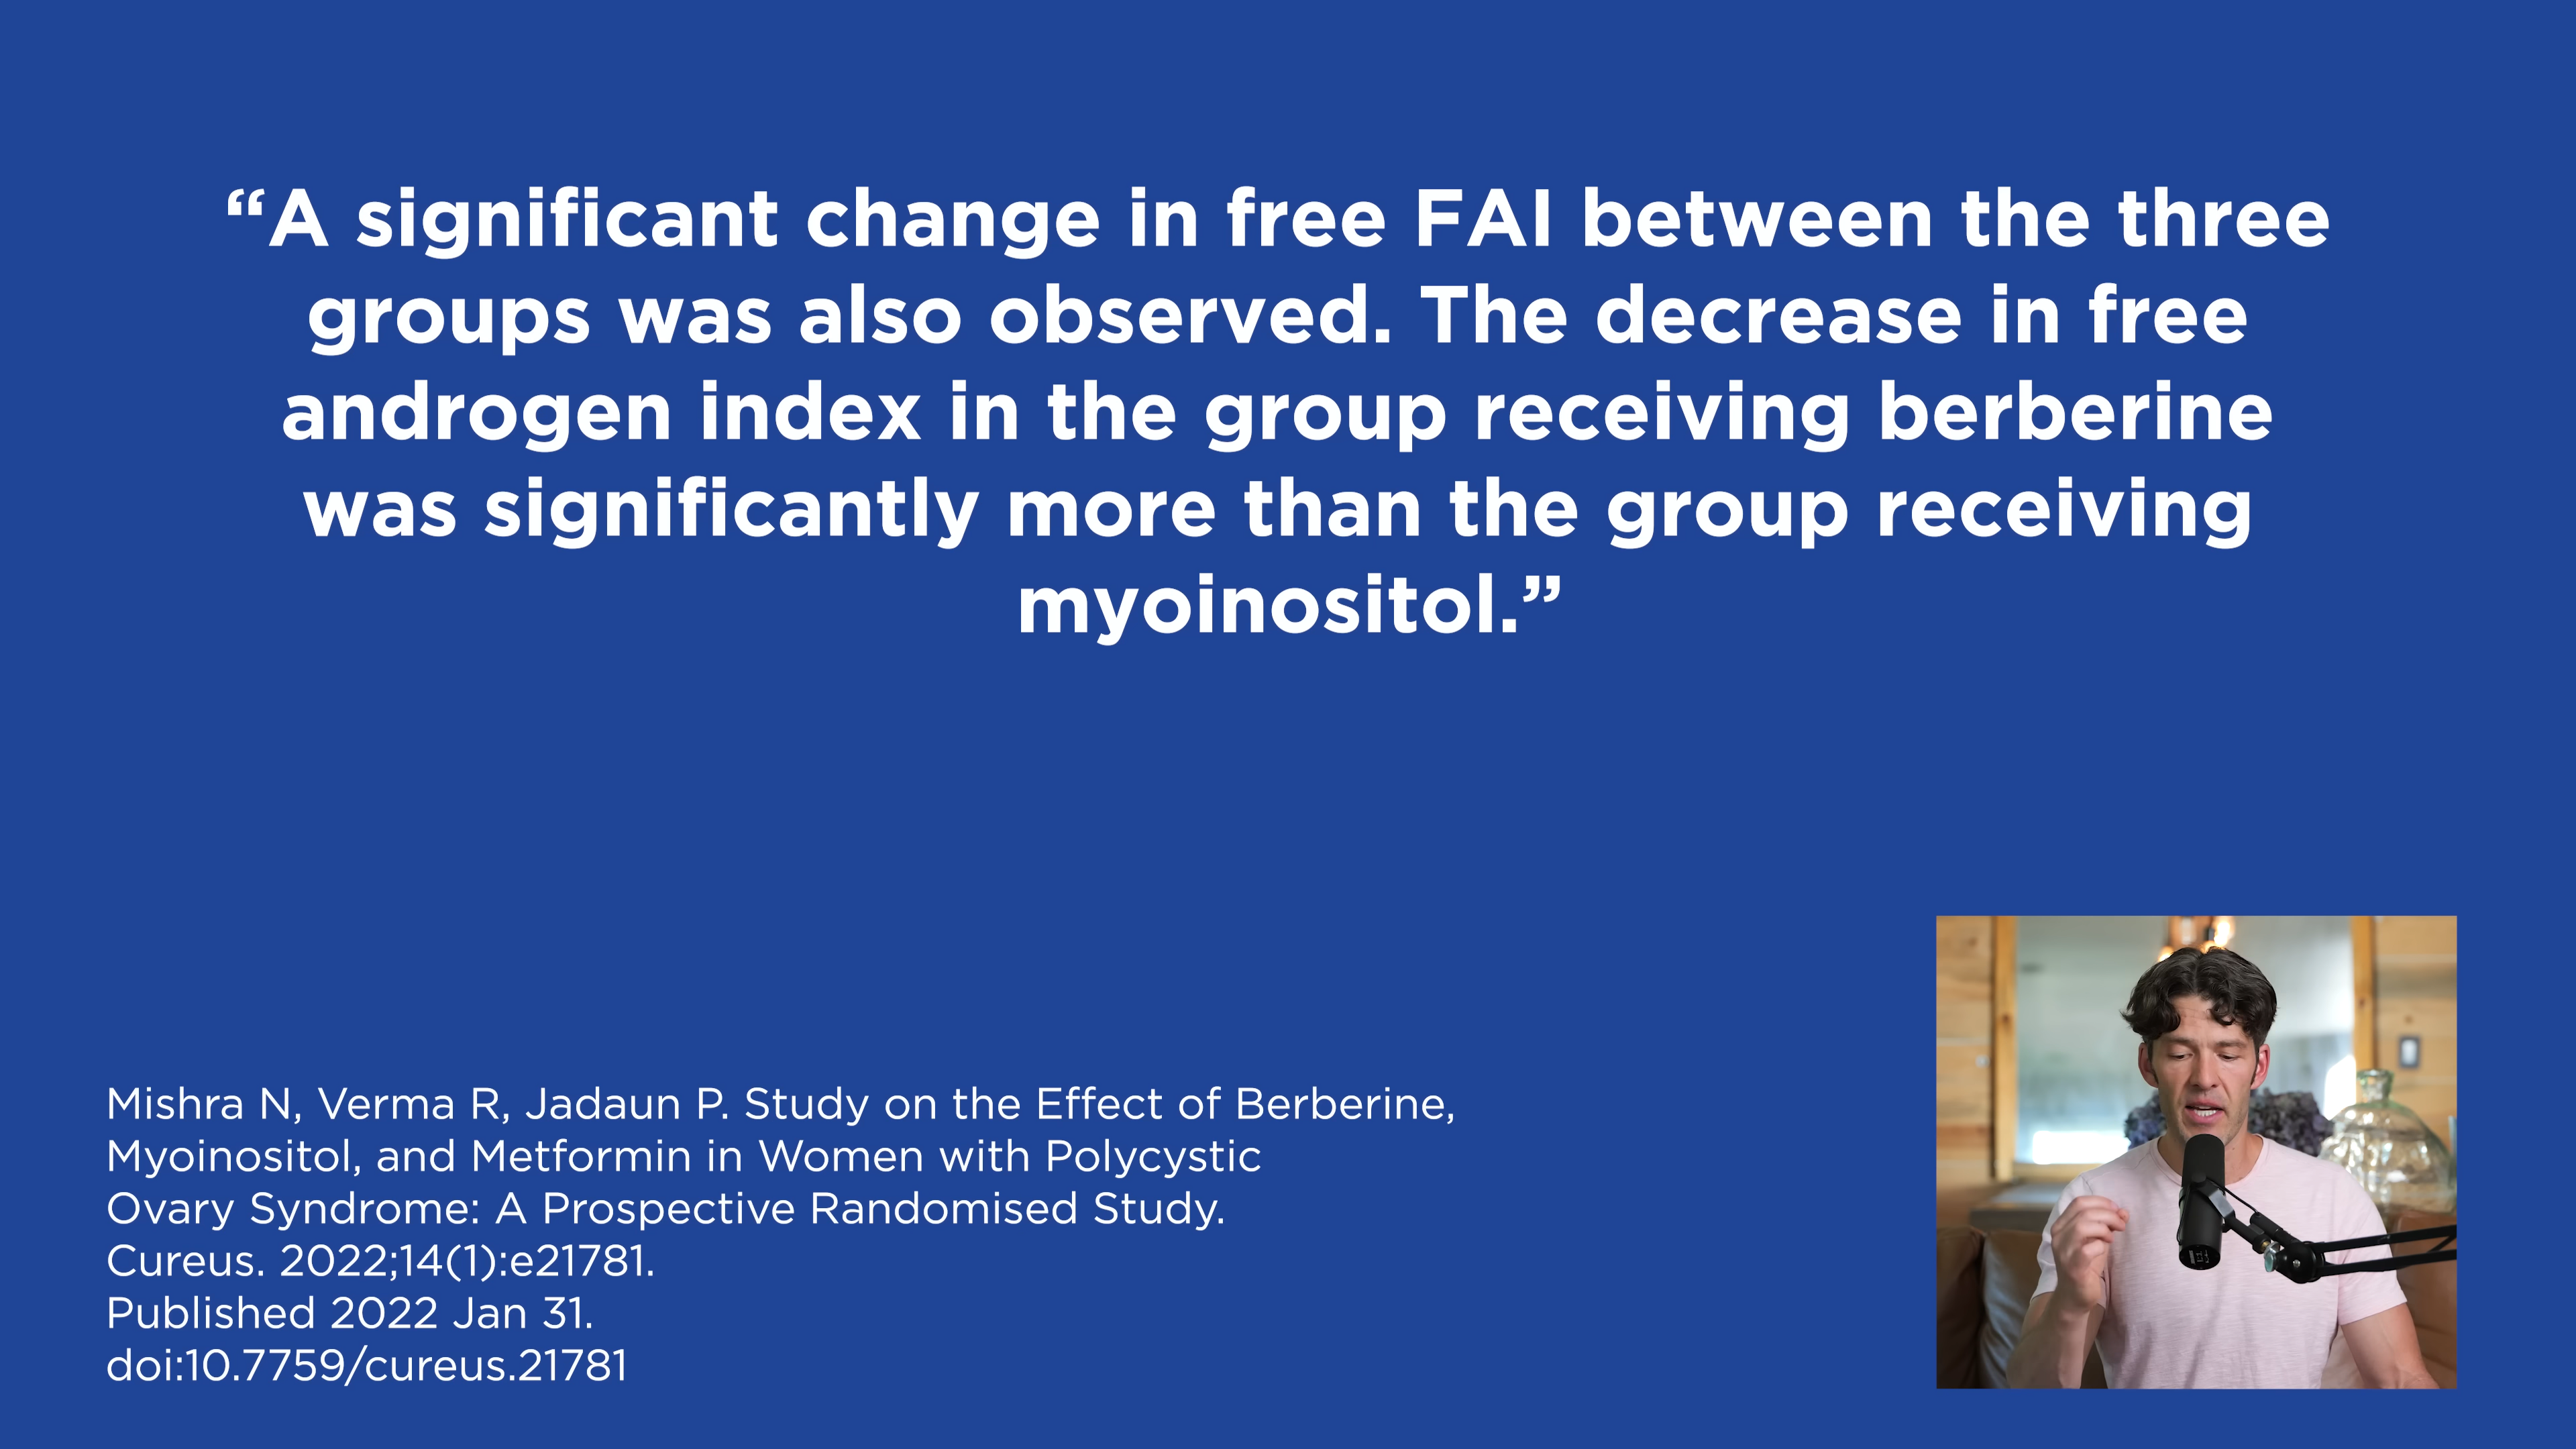 “A significant change in free FAI between the three
groups was also observed. The decrease in free
androgen index in the group receiving berberine
was significantly more than the group receiving
myoinositol.”
Mishra N, Verma R, Jadaun P. Study on the Effect of Berberine,
Myoinositol, and Metformin in Women with Polycystic
Ovary Syndrome: A Prospective Randomised Study.
Cureus. 2022;14(1):e21781.
Published 2022 Jan 31.
doi:10.7759/cureus.21781